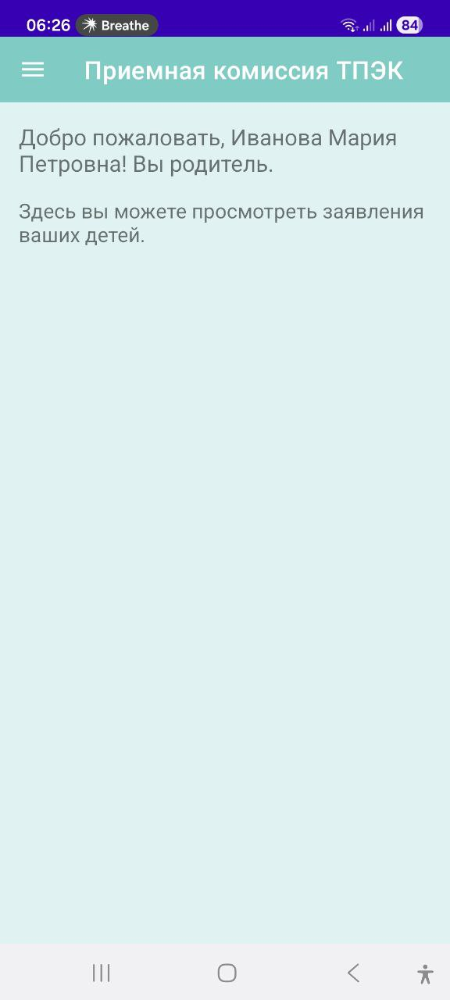 06:26 Breathe 84
Приемная комиссия ТПЭК
Добро пожаловать, Иванова Мария
Петровна! Вы родитель.
Здесь вы можете просмотреть заявления
ваших детей.